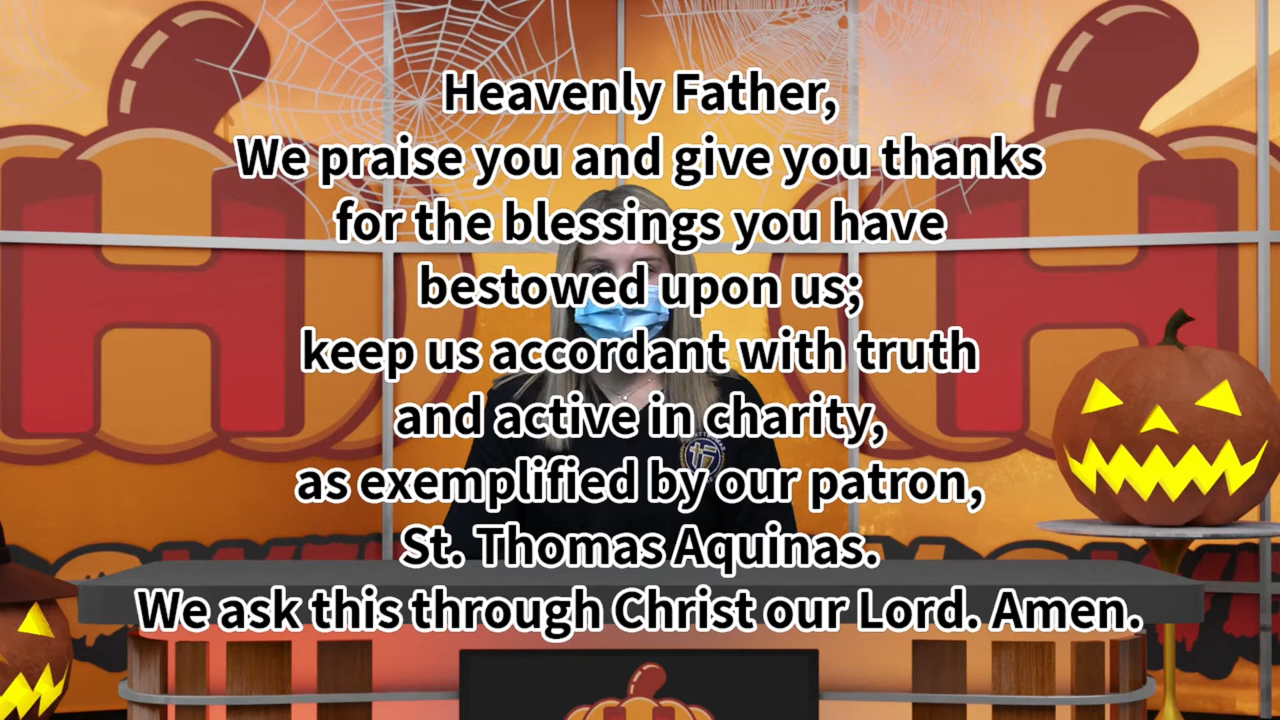 Heavenly Father,
We praise you and give you thanks
for the blessings you have
bestowed upon us;
keep us accordant with truth
and active in charity,
as exemplified by our patron,
St. Thomas Aquinas.
We ask this through Christ our Lord. Amen.
H
H